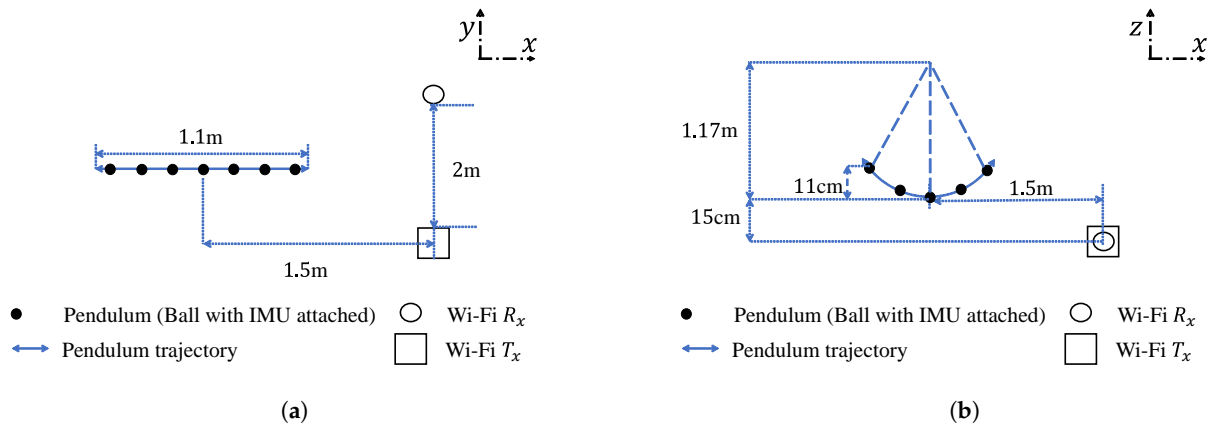 y
x
1.1m
2m
1.5m
Pendulum (Ball with IMU attached)
Wi-Fi Rₓ
Pendulum trajectory
Wi-Fi Tₓ
(a)
z
x
1.17m
11cm
1.5m
15cm
Pendulum (Ball with IMU attached)
Wi-Fi Rₓ
Pendulum trajectory
Wi-Fi Tₓ
(b)